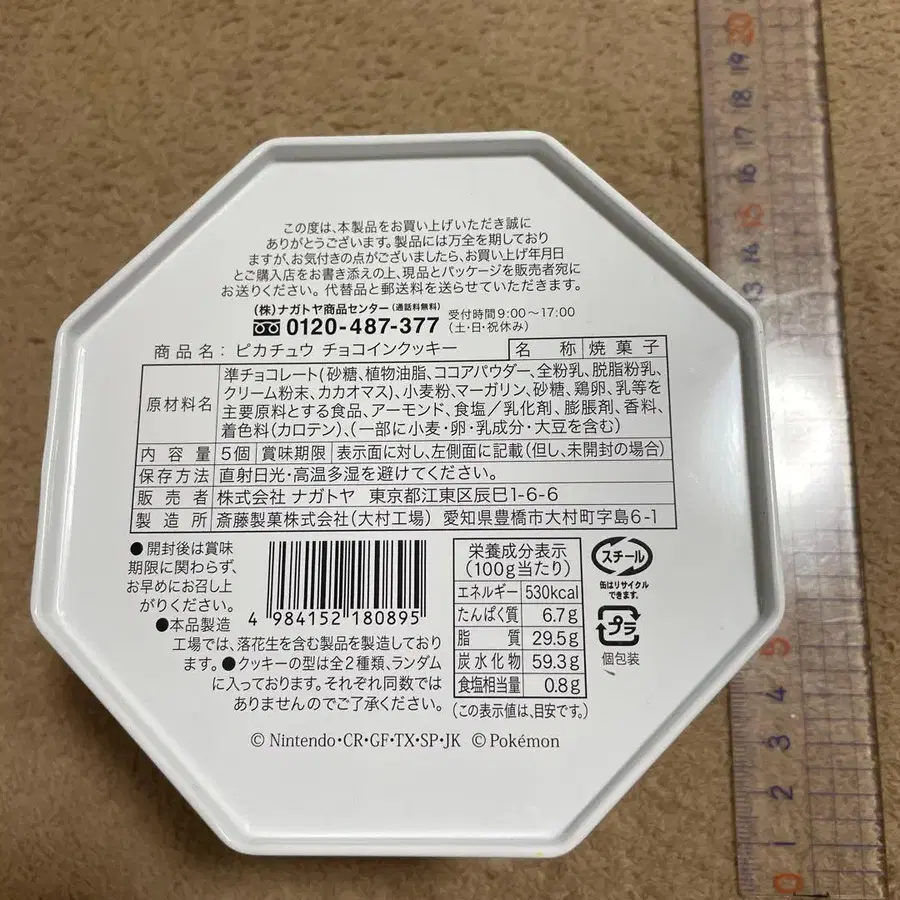 この度は、本製品をお買い上げいただき誠に
ありがとうございます。製品には万全を期しており
ますが、お気付きの点がございましたら、お買い上げ年月日
とご購入店をお書き添えの上、現品とパッケージを販売者宛に
お送りください。代替品と郵送料を送らせていただきます。
(株)ナガトヤ商品センター(通話料無料)
0120-487-377 受付時間9:00〜17:00
(土・日・祝休み)
商品名: ピカチュウ チョコインクッキー
名称 焼菓子
原材料名
準チョコレート(砂糖、植物油脂、ココアパウダー、全粉乳、脱脂粉乳、
クリーム粉末、カカオマス)、小麦粉、マーガリン、砂糖、鶏卵、乳等を
主要原料とする食品、アーモンド、食塩/乳化剤、膨脹剤、香料、
着色料(カロテン)、(一部に小麦・卵・乳成分・大豆を含む)
内容量 5個 賞味期限 表示面に対し、左側面に記載(但し、未開封の場合)
保存方法 直射日光・高温多湿を避けてください。
販売者 株式会社 ナガトヤ 東京都江東区辰巳1-6-6
製造所 斎藤製菓株式会社(大村工場) 愛知県豊橋市大村町字島6-1
●開封後は賞味
期限に関わらず、
お早めにお召し上
がりください。
●本品製造
工場では、落花生を含む製品を製造しており
ます。●クッキーの型は全2種類、ランダム
に入っております。それぞれ同数では
ありませんのでご了承ください。
4 984152 180895
栄養成分表示
(100g当たり)
エネルギー 530kcal
たんぱく質 6.7g
脂質 29.5g
炭水化物 59.3g
食塩相当量 0.8g
(この表示値は、目安です。)
スチール
缶はリサイクル
できます。
プラ
個包装
© Nintendo・CR・GF・TX・SP・JK © Pokémon
20
19
18
17
16
15
14
13
5
4
3
2
1
0